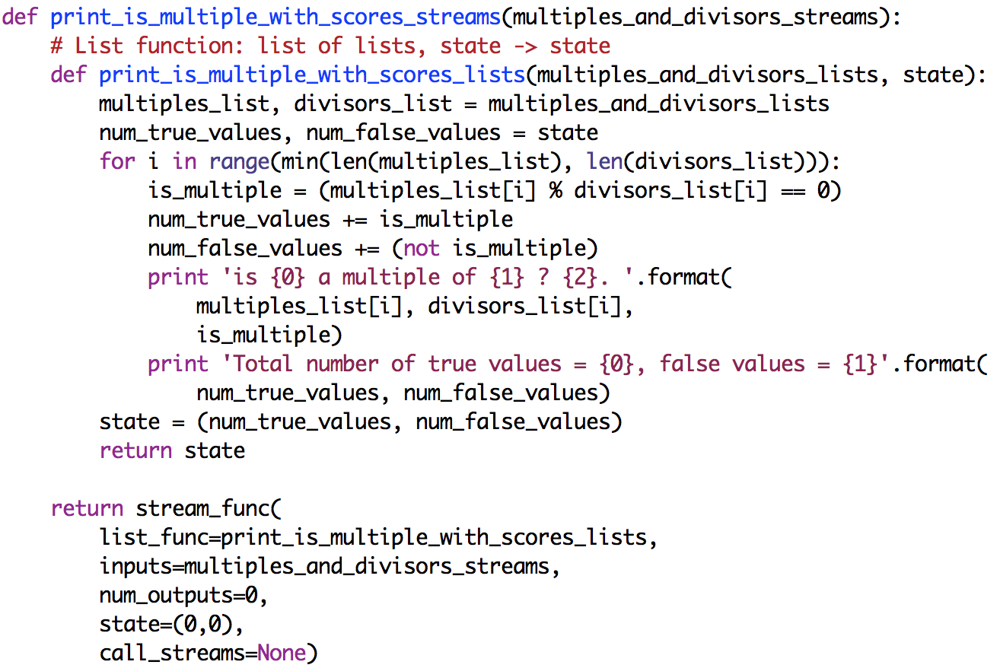 def print_is_multiple_with_scores_streams(multiples_and_divisors_streams):
    # List function: list of lists, state -> state
    def print_is_multiple_with_scores_lists(multiples_and_divisors_lists, state):
        multiples_list, divisors_list = multiples_and_divisors_lists
        num_true_values, num_false_values = state
        for i in range(min(len(multiples_list), len(divisors_list))):
            is_multiple = (multiples_list[i] % divisors_list[i] == 0)
            num_true_values += is_multiple
            num_false_values += (not is_multiple)
            print 'is {0} a multiple of {1} ? {2}. '.format(
                multiples_list[i], divisors_list[i],
                is_multiple)
            print 'Total number of true values = {0}, false values = {1}'.format(
                num_true_values, num_false_values)
        state = (num_true_values, num_false_values)
        return state

    return stream_func(
        list_func=print_is_multiple_with_scores_lists,
        inputs=multiples_and_divisors_streams,
        num_outputs=0,
        state=(0,0),
        call_streams=None)